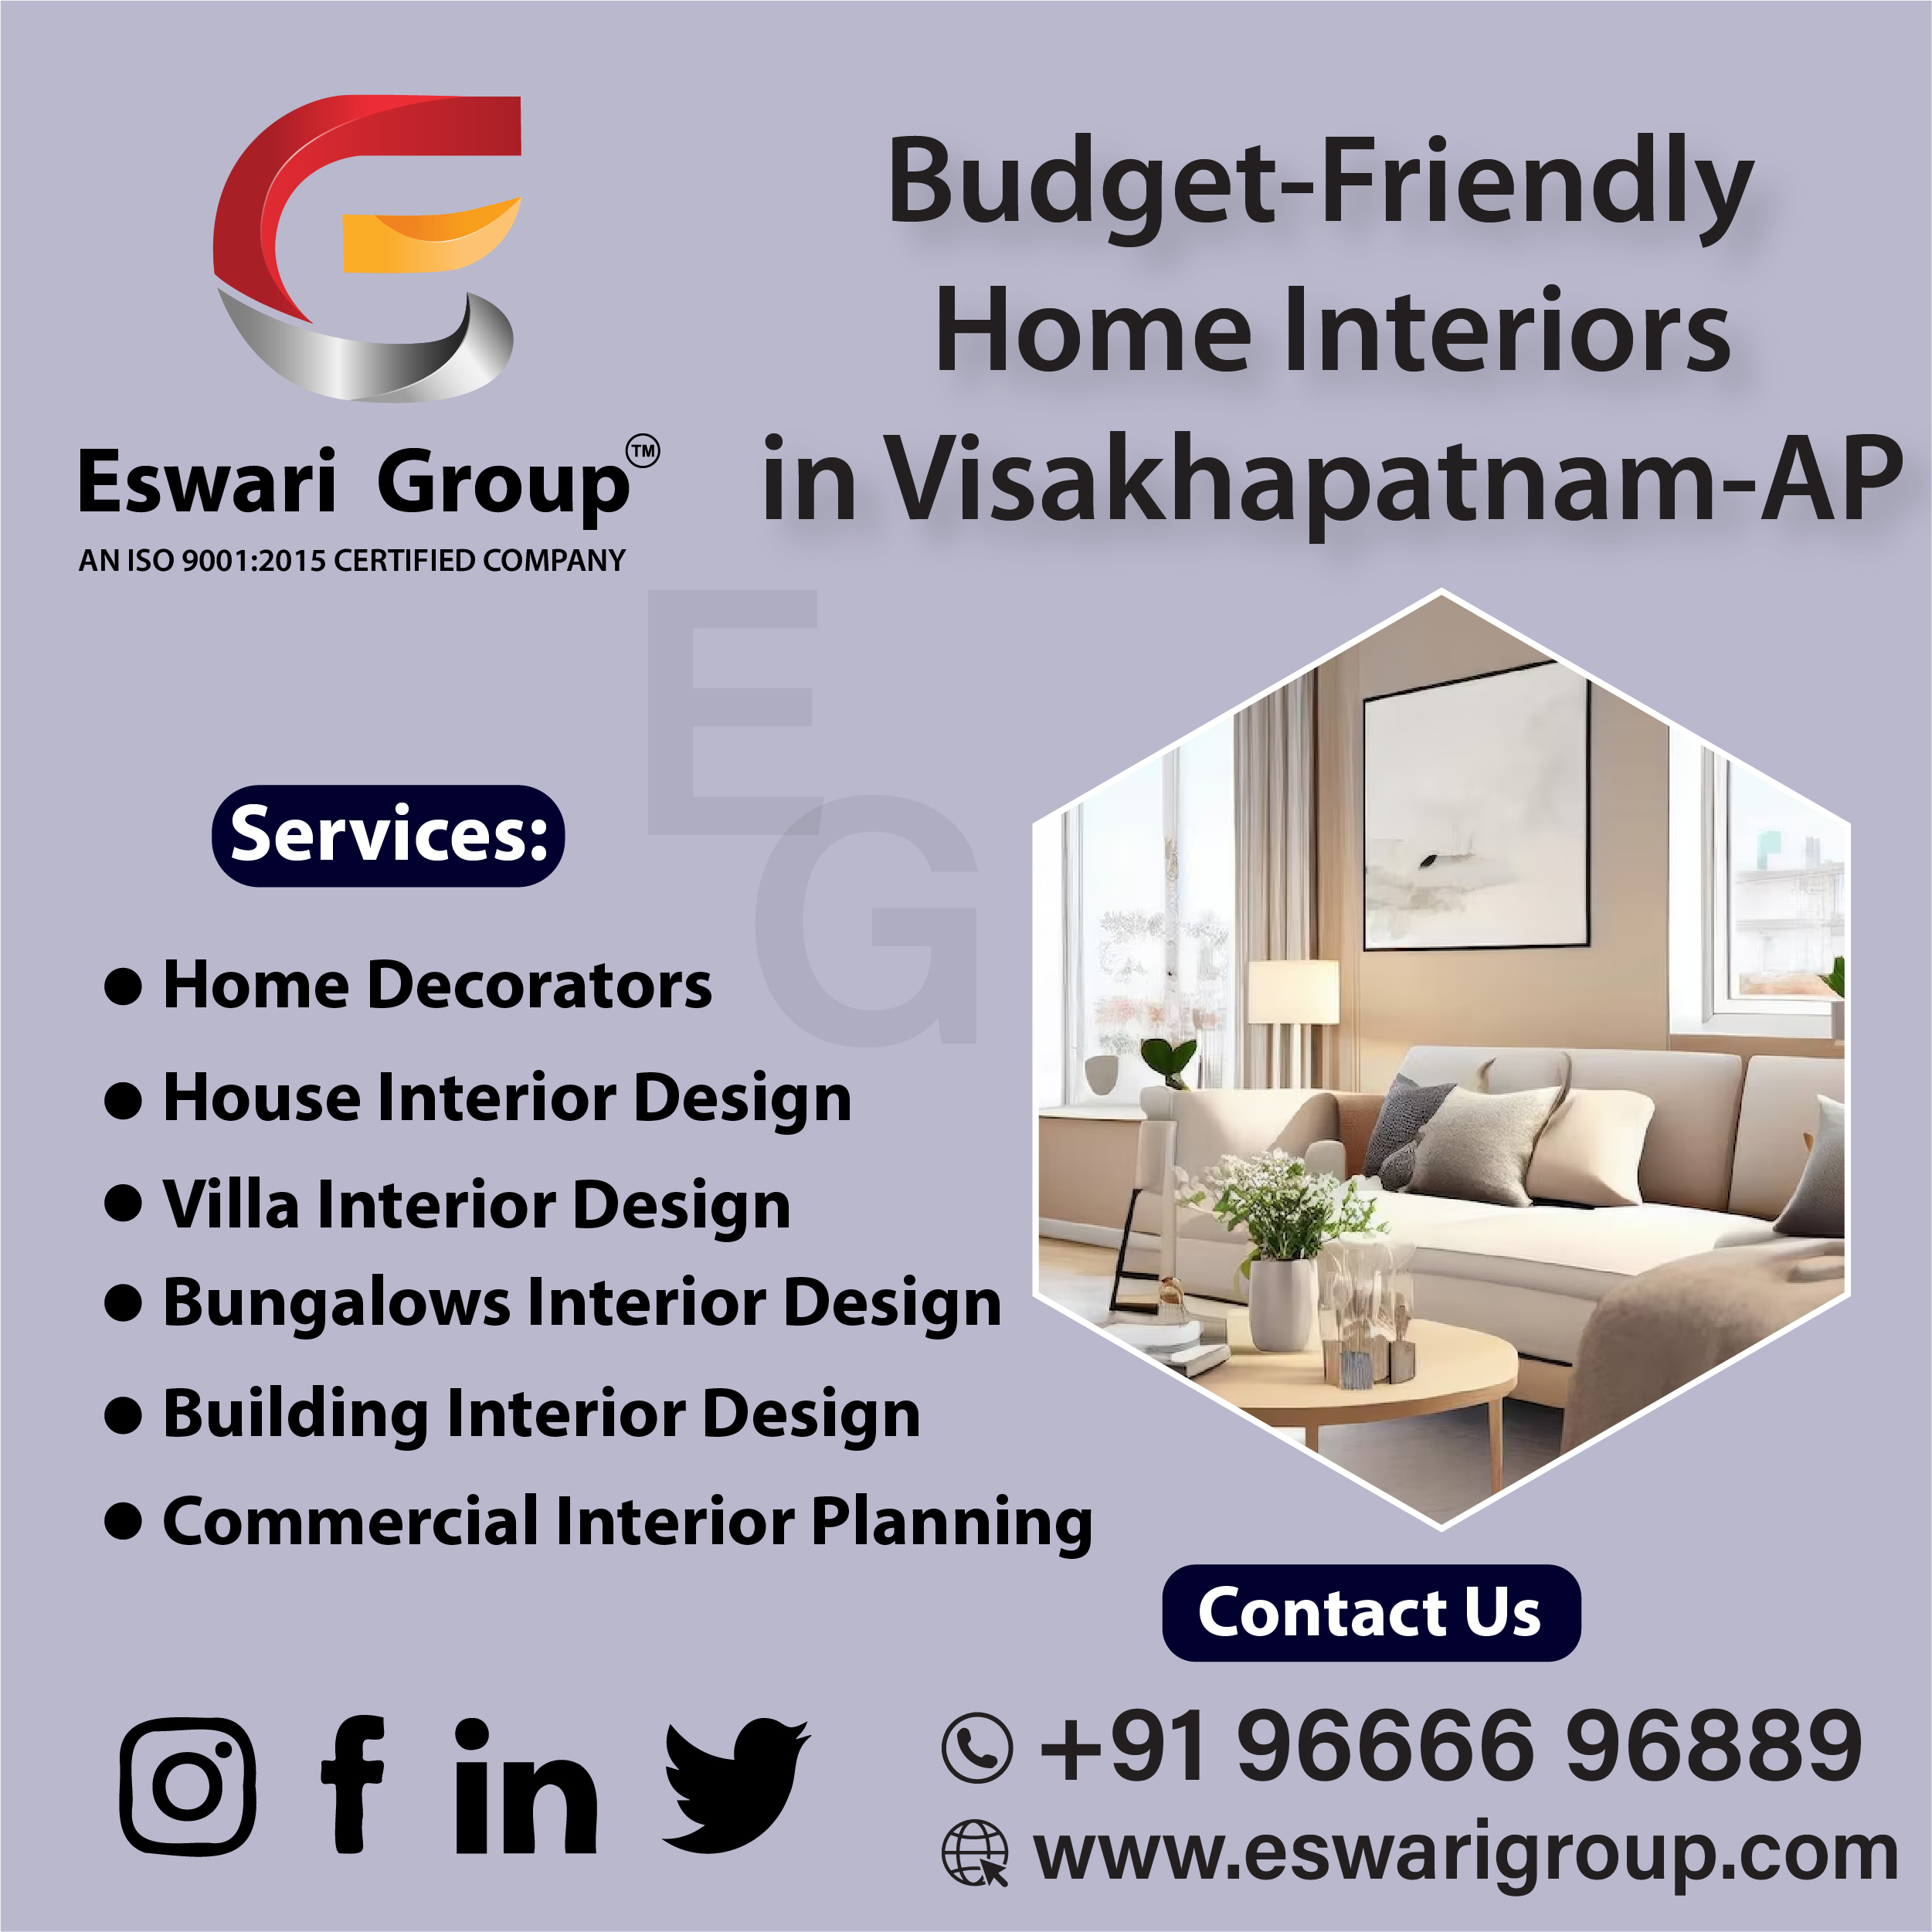 Budget-Friendly
Home Interiors
in Visakhapatnam-AP
Eswari Group TM
AN ISO 9001:2015 CERTIFIED COMPANY
EG
Services:
● Home Decorators
● House Interior Design
● Villa Interior Design
● Bungalows Interior Design
● Building Interior Design
● Commercial Interior Planning
Contact Us
+91 96666 96889
www.eswarigroup.com